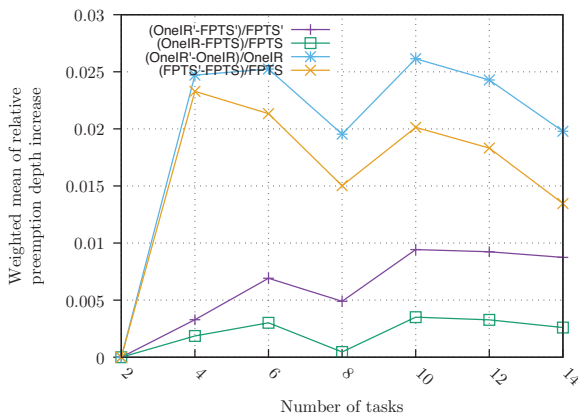 0.03
0.025
0.02
0.015
0.01
0.005
0
Weighted mean of relative
preemption depth increase
(OneIR'-FPTS')/FPTS'
(OneIR-FPTS)/FPTS
(OneIR'-OneIR)/OneIR
(FPTS'-FPTS)/FPTS
2 4 6 8 10 12 14
Number of tasks